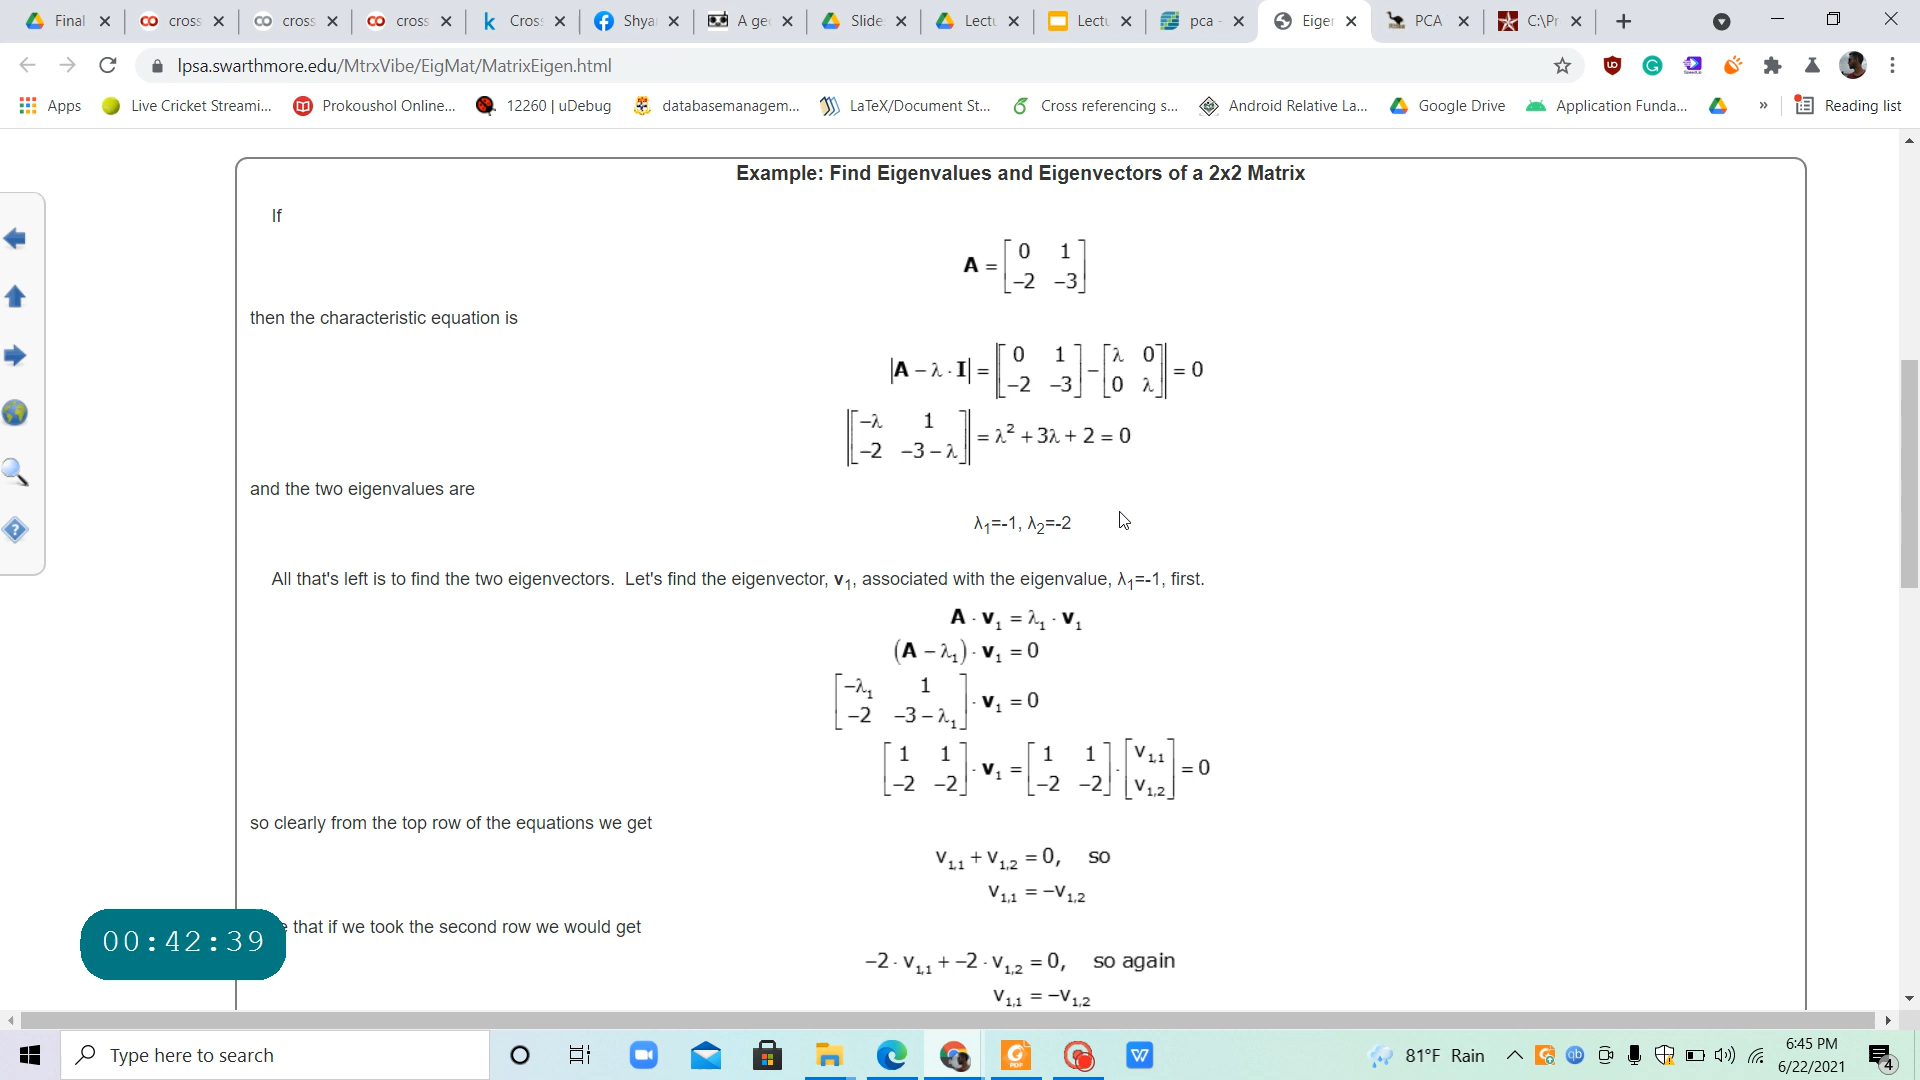 Final
cross
cross
cross
k Cross
Shyai
A ge
Slide
Lectu
Lectu
pca -
Eiger
PCA
C:\Pr
lpsa.swarthmore.edu/MtrxVibe/EigMat/MatrixEigen.html
Apps
Live Cricket Streami...
Prokoushol Online...
12260 | uDebug
databasemanagem...
LaTeX/Document St...
Cross referencing s...
Android Relative La...
Google Drive
Application Funda...
»
Reading list
Example: Find Eigenvalues and Eigenvectors of a 2x2 Matrix
If
A = [0 1
−2 −3]
then the characteristic equation is
|A − λ · I| = |[0 1
−2 −3] − [λ 0
0 λ]| = 0
|[−λ 1
−2 −3 − λ]| = λ² + 3λ + 2 = 0
and the two eigenvalues are
λ₁=-1, λ₂=-2
All that's left is to find the two eigenvectors. Let's find the eigenvector, v₁, associated with the eigenvalue, λ₁=-1, first.
A · v₁ = λ₁ · v₁
(A − λ₁) · v₁ = 0
[−λ₁ 1
−2 −3 − λ₁] · v₁ = 0
[1 1
−2 −2] · v₁ = [1 1
−2 −2] · [v₁,₁
v₁,₂] = 0
so clearly from the top row of the equations we get
v₁,₁ + v₁,₂ = 0, so
v₁,₁ = −v₁,₂
e that if we took the second row we would get
−2 · v₁,₁ + −2 · v₁,₂ = 0, so again
v₁,₁ = −v₁,₂
00:42:39
Type here to search
81°F Rain
6:45 PM
6/22/2021
4